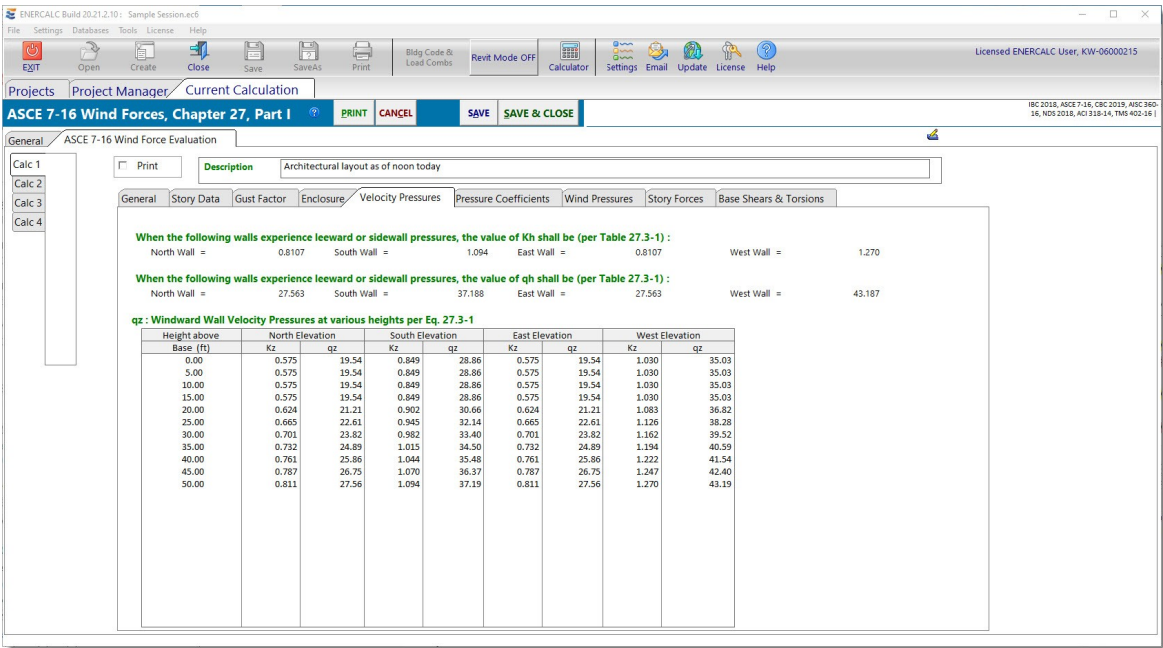 ENERCALC Build 20.21.2.10 : Sample Session.ec6
File Settings Databases Tools License Help
EXIT Open Create Close Save SaveAs Print Bldg Code & Load Combs Revit Mode OFF Calculator Settings Email Update License Help Licensed ENERCALC User, KW-06000215
Projects Project Manager Current Calculation
ASCE 7-16 Wind Forces, Chapter 27, Part I PRINT CANCEL SAVE SAVE & CLOSE
IBC 2018, ASCE 7-16, CBC 2019, AISC 360-
16, NDS 2018, ACI 318-14, TMS 402-16 |
General ASCE 7-16 Wind Force Evaluation
Calc 1 Print Description Architectural layout as of noon today
Calc 2
Calc 3
Calc 4
General Story Data Gust Factor Enclosure Velocity Pressures Pressure Coefficients Wind Pressures Story Forces Base Shears & Torsions
When the following walls experience leeward or sidewall pressures, the value of Kh shall be (per Table 27.3-1) :
North Wall = 0.8107 South Wall = 1.094 East Wall = 0.8107 West Wall = 1.270
When the following walls experience leeward or sidewall pressures, the value of qh shall be (per Table 27.3-1) :
North Wall = 27.563 South Wall = 37.188 East Wall = 27.563 West Wall = 43.187
qz : Windward Wall Velocity Pressures at various heights per Eq. 27.3-1
Height above North Elevation South Elevation East Elevation West Elevation
Base (ft) Kz qz Kz qz Kz qz Kz qz
0.00 0.575 19.54 0.849 28.86 0.575 19.54 1.030 35.03
5.00 0.575 19.54 0.849 28.86 0.575 19.54 1.030 35.03
10.00 0.575 19.54 0.849 28.86 0.575 19.54 1.030 35.03
15.00 0.575 19.54 0.849 28.86 0.575 19.54 1.030 35.03
20.00 0.624 21.21 0.902 30.66 0.624 21.21 1.083 36.82
25.00 0.665 22.61 0.945 32.14 0.665 22.61 1.126 38.28
30.00 0.701 23.82 0.982 33.40 0.701 23.82 1.162 39.52
35.00 0.732 24.89 1.015 34.50 0.732 24.89 1.194 40.59
40.00 0.761 25.86 1.044 35.48 0.761 25.86 1.222 41.54
45.00 0.787 26.75 1.070 36.37 0.787 26.75 1.247 42.40
50.00 0.811 27.56 1.094 37.19 0.811 27.56 1.270 43.19